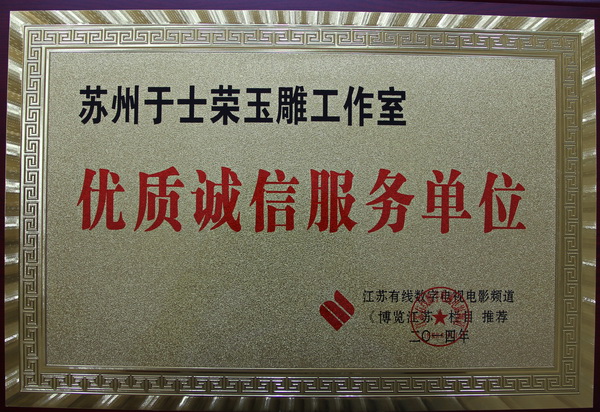 苏州于士荣玉雕工作室
优质诚信服务单位
江苏有线数字电视电影频道
《博览江苏》栏目 推荐
二〇一四年